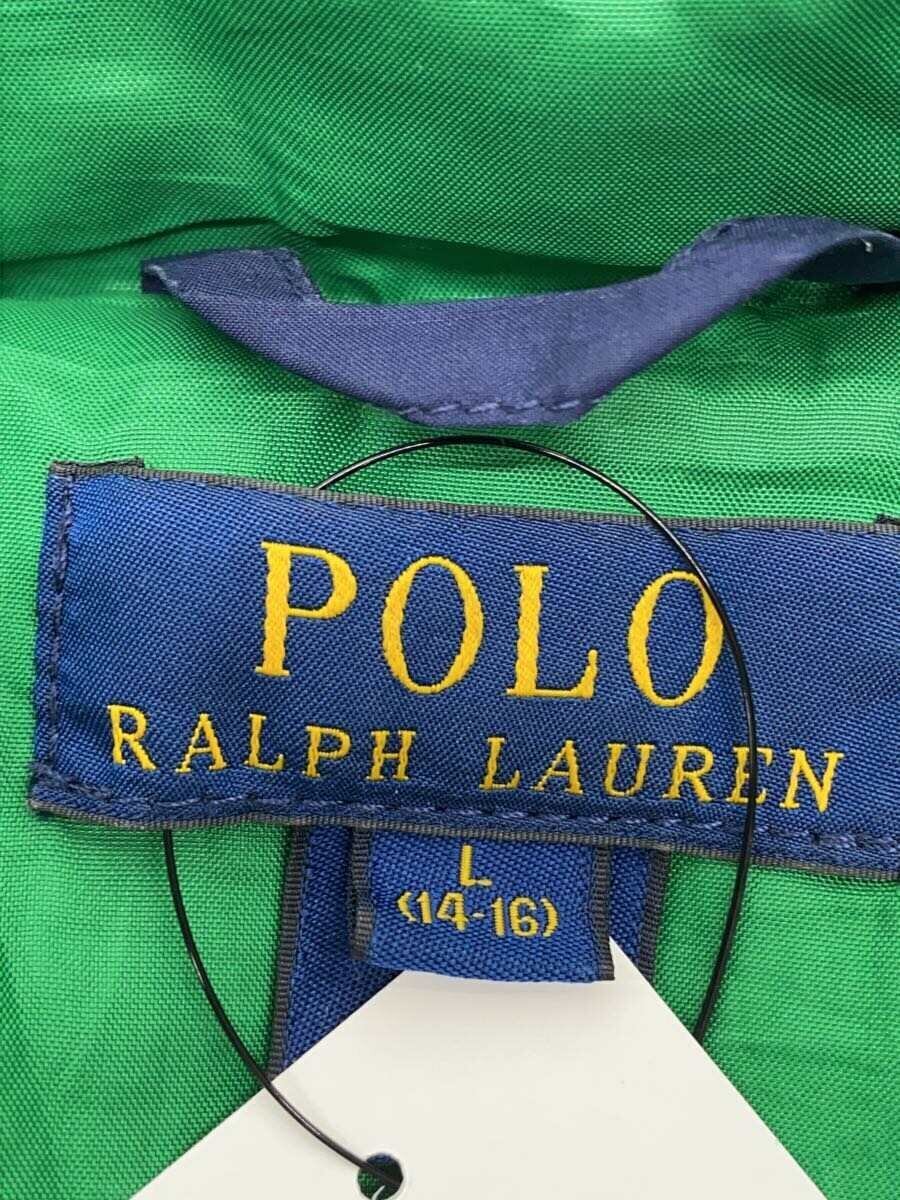 POLO
RALPH LAUREN
L
(14-16)